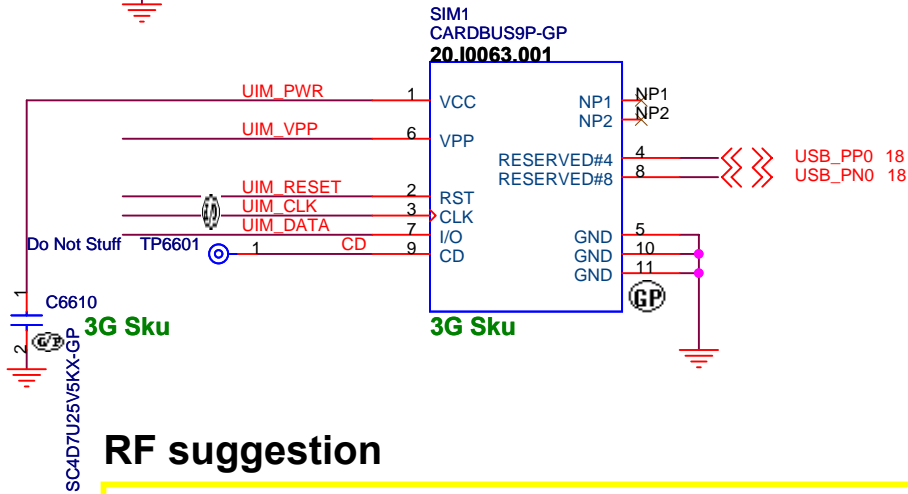 SIM1
CARDBUS9P-GP
20.I0063.001
UIM_PWR 1 VCC NP1 NP1
NP2 NP2
UIM_VPP 6 VPP
RESERVED#4 4 USB_PP0 18
RESERVED#8 8 USB_PN0 18
UIM_RESET 2 RST
UIM_CLK 3 CLK
UIM_DATA 7 I/O GND 5
Do Not Stuff TP6601 1 CD 9 CD GND 10
GND 11
GP
1 C6610
2 G/P 3G Sku 3G Sku
SC4D7U25V5KX-GP
RF suggestion